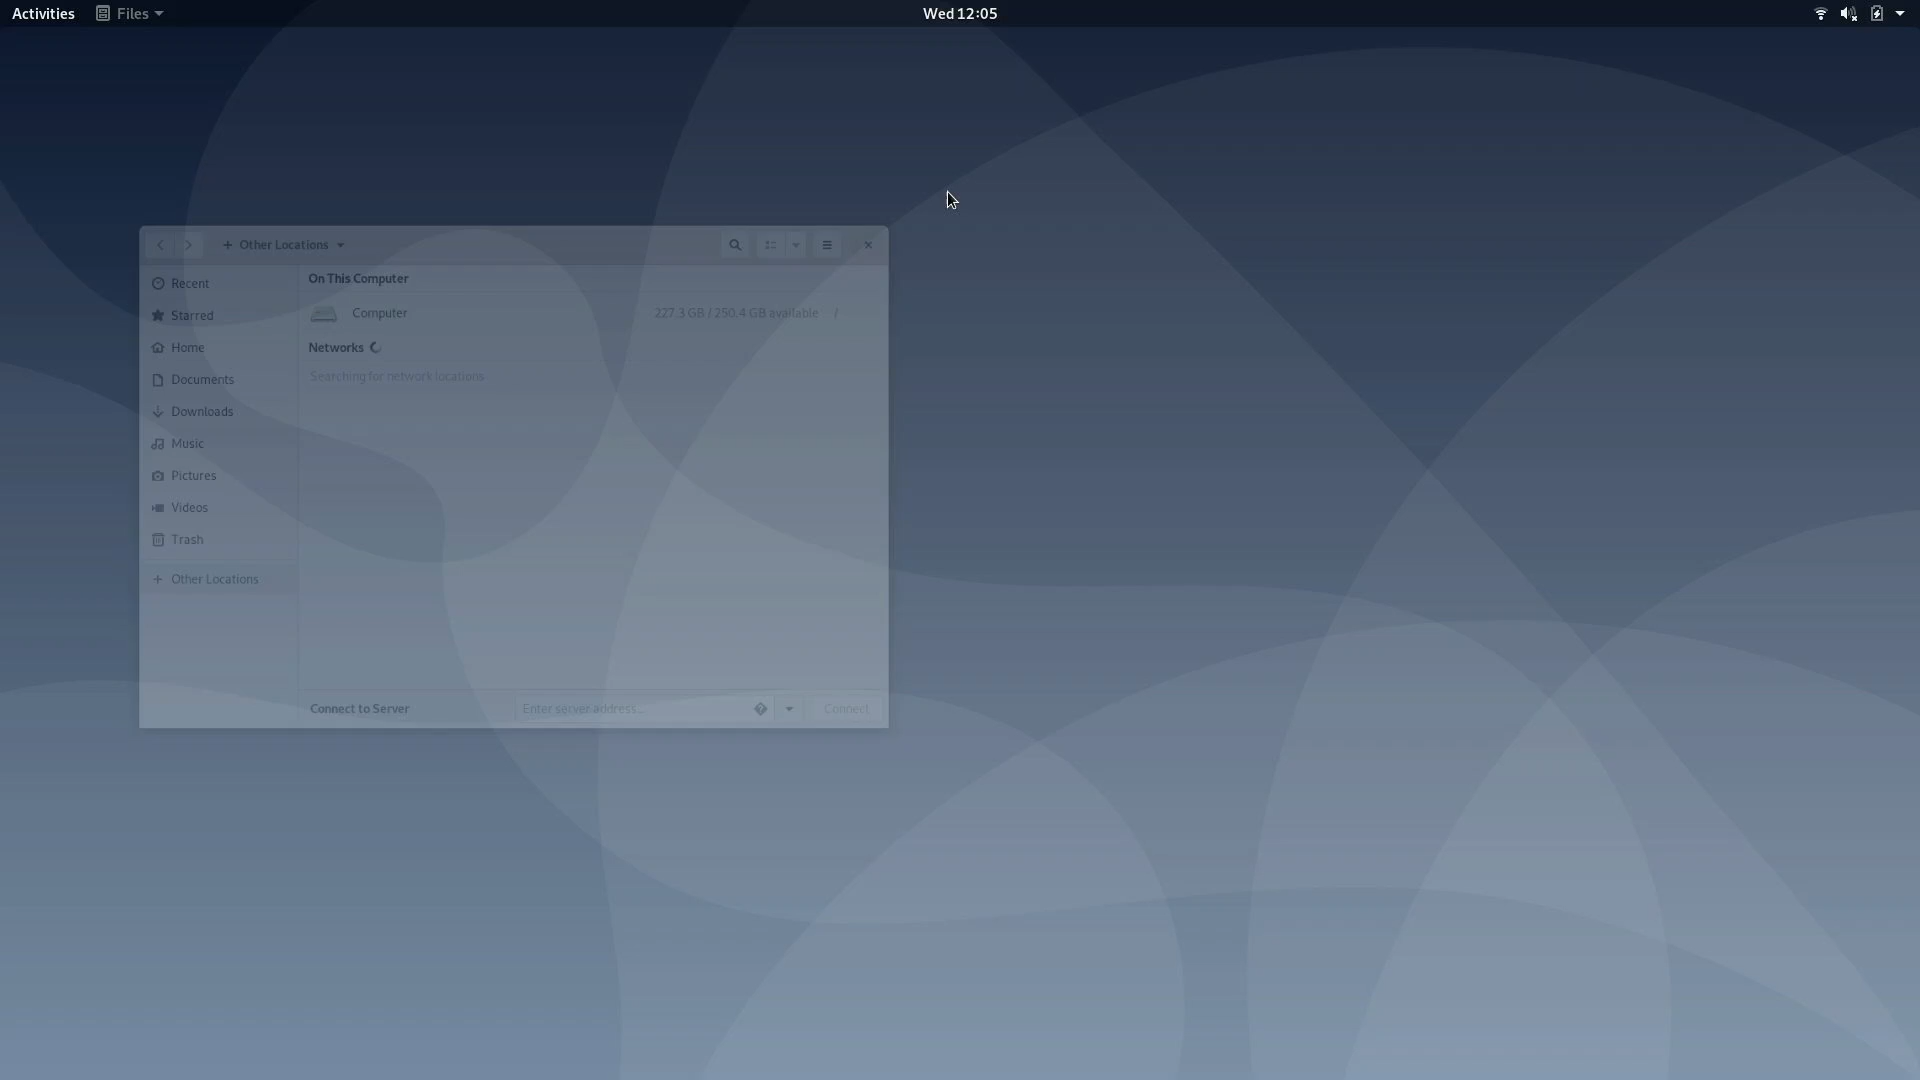 Activities Files Wed 12:05
+ Other Locations
Recent
Starred
Home
Documents
Downloads
Music
Pictures
Videos
Trash
+ Other Locations
On This Computer
Computer 227.3 GB / 250.4 GB available /
Networks
Searching for network locations
Connect to Server Enter server address... Connect